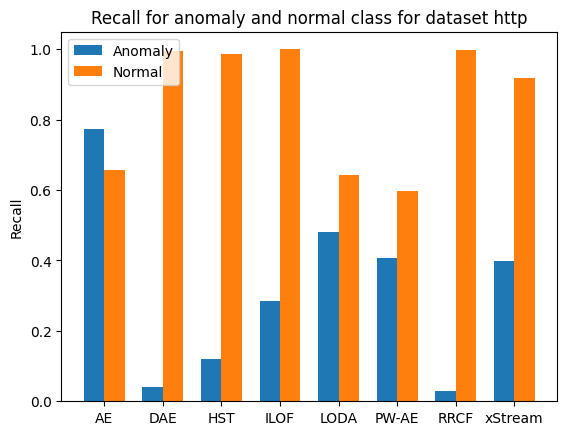 Recall for anomaly and normal class for dataset http
Anomaly
Normal
Recall
1.0
0.8
0.6
0.4
0.2
0.0
AE DAE HST ILOF LODA PW-AE RRCF xStream